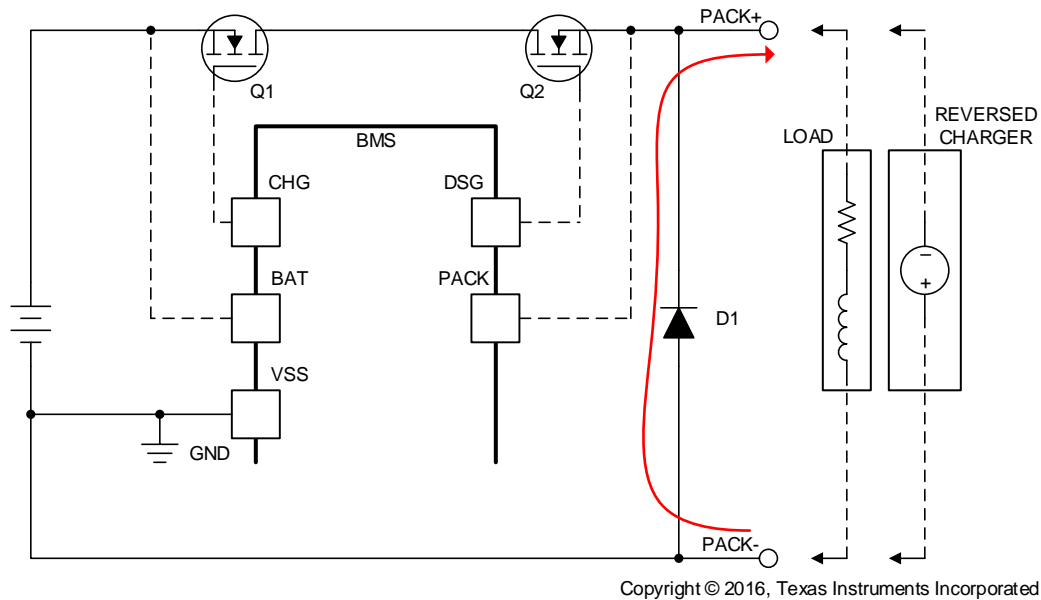 PACK+
Q1
Q2
BMS
REVERSED
CHARGER
LOAD
CHG
DSG
BAT
PACK
−
+
D1
VSS
GND
PACK-
Copyright © 2016, Texas Instruments Incorporated